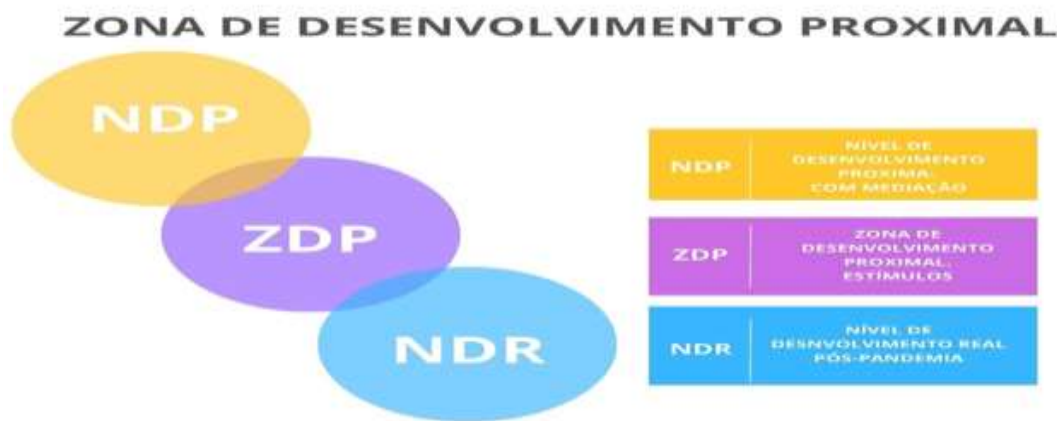 ZONA DE DESENVOLVIMENTO PROXIMAL
NDP
ZDP
NDR
NDP
NÍVEL DE
DESENVOLVIMENTO
PROXIMA-
COM MEDIAÇÃO
ZDP
ZONA DE
DESENVOLVIMENTO
PROXIMAL.
ESTÍMULOS
NDR
NÍVEL DE
DESNVOLVIMENTO REAL
PÓS-PANDEMIA